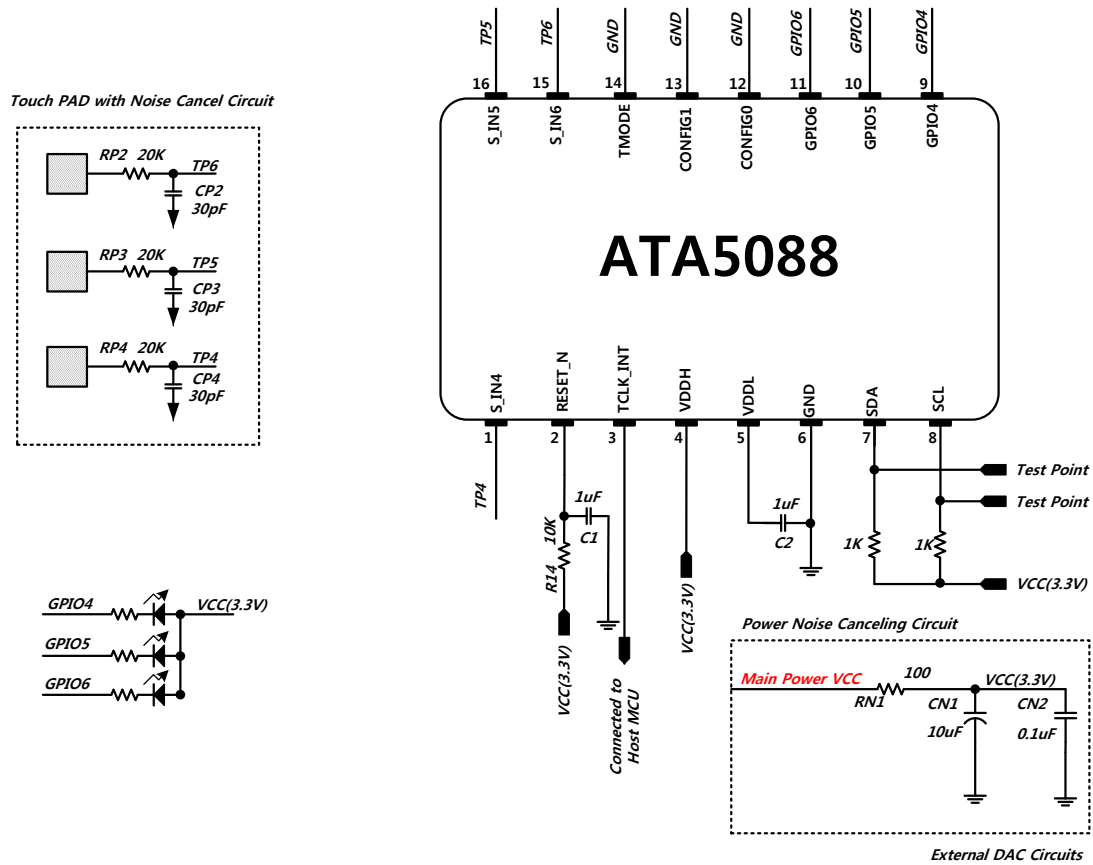 TP5
TP6
GND
GND
GND
GPIO6
GPIO5
GPIO4
16
15
14
13
12
11
10
9
S_IN5
S_IN6
TMODE
CONFIG1
CONFIG0
GPIO6
GPIO5
GPIO4
Touch PAD with Noise Cancel Circuit
RP2 20K
TP6
CP2
30pF
RP3 20K
TP5
CP3
30pF
RP4 20K
TP4
CP4
30pF
ATA5088
S_IN4
RESET_N
TCLK_INT
VDDH
VDDL
GND
SDA
SCL
1
2
3
4
5
6
7
8
TP4
1uF
C1
10K
R14
VCC(3.3V)
Connected to
Host MCU
VCC(3.3V)
1uF
C2
Test Point
Test Point
1K
1K
VCC(3.3V)
GPIO4
VCC(3.3V)
GPIO5
GPIO6
Power Noise Canceling Circuit
Main Power VCC
100
RN1
VCC(3.3V)
CN1
10uF
CN2
0.1uF
External DAC Circuits